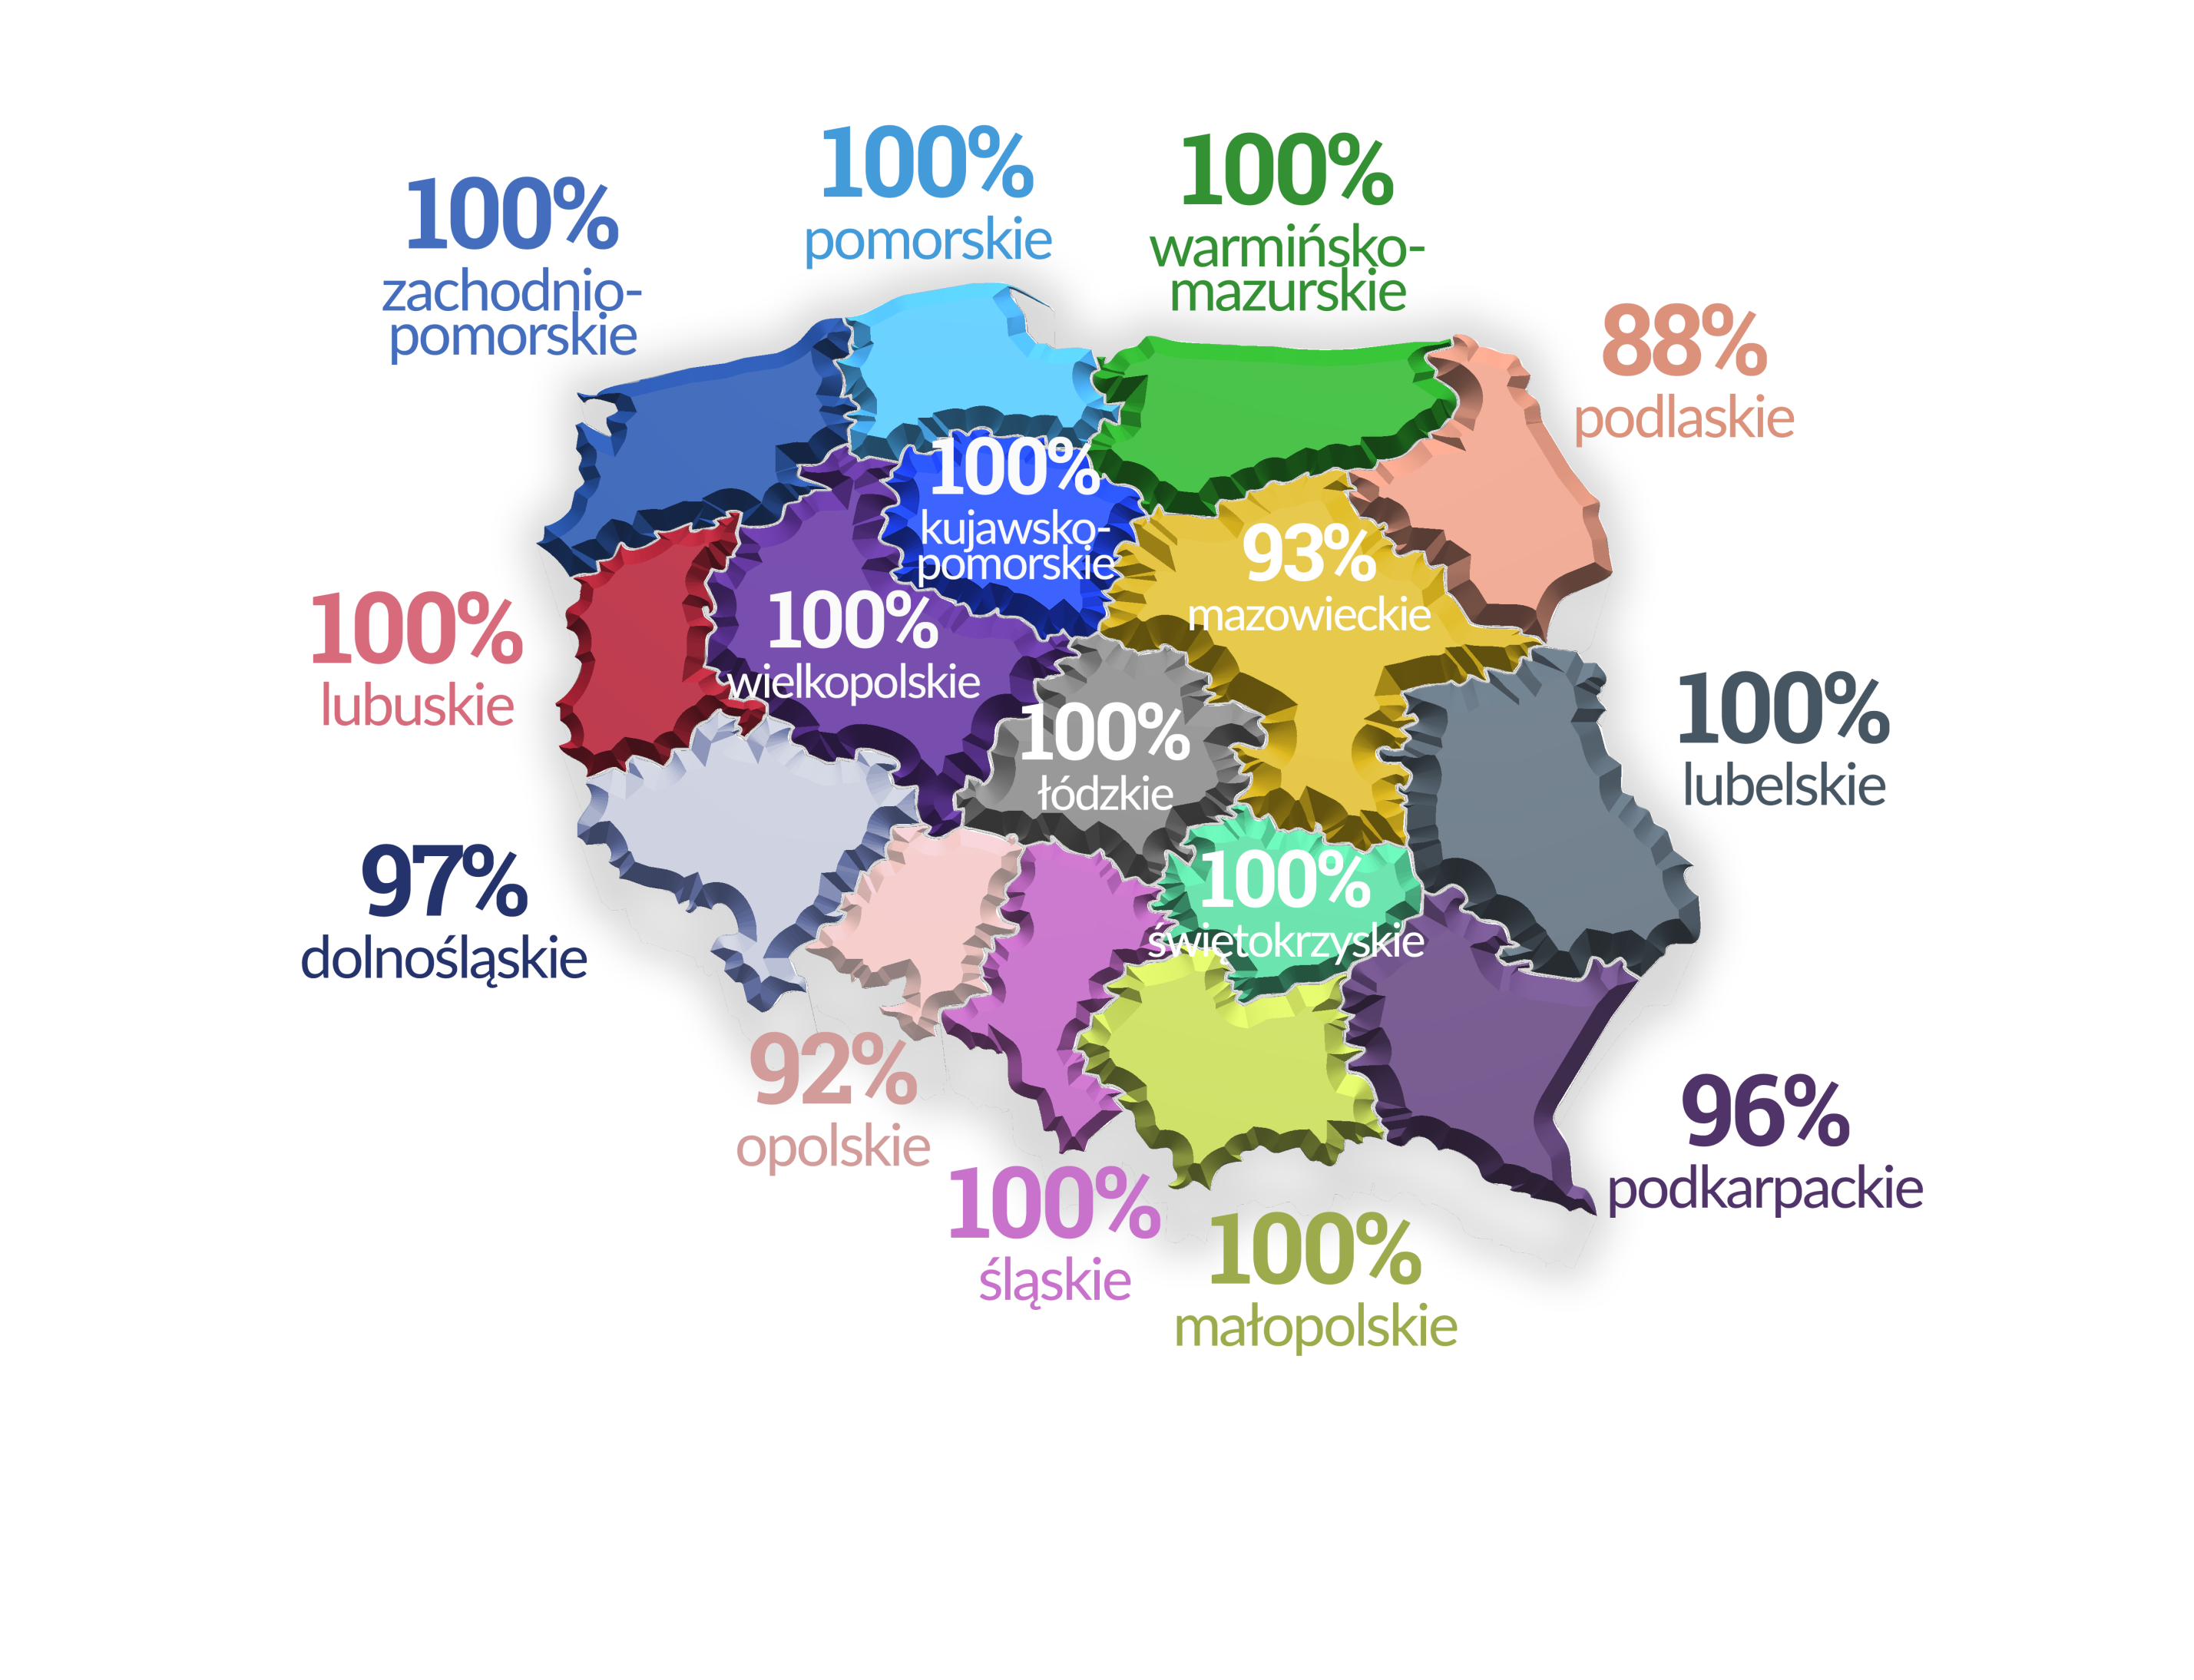 100%
pomorskie
100%
warmińsko-
mazurskie
100%
zachodnio-
pomorskie
88%
podlaskie
100%
kujawsko-
pomorskie
93%
mazowieckie
100%
lubuskie
100%
wielkopolskie
100%
łódzkie
100%
lubelskie
97%
dolnośląskie
100%
świętokrzyskie
92%
opolskie
96%
podkarpackie
100%
śląskie
100%
małopolskie